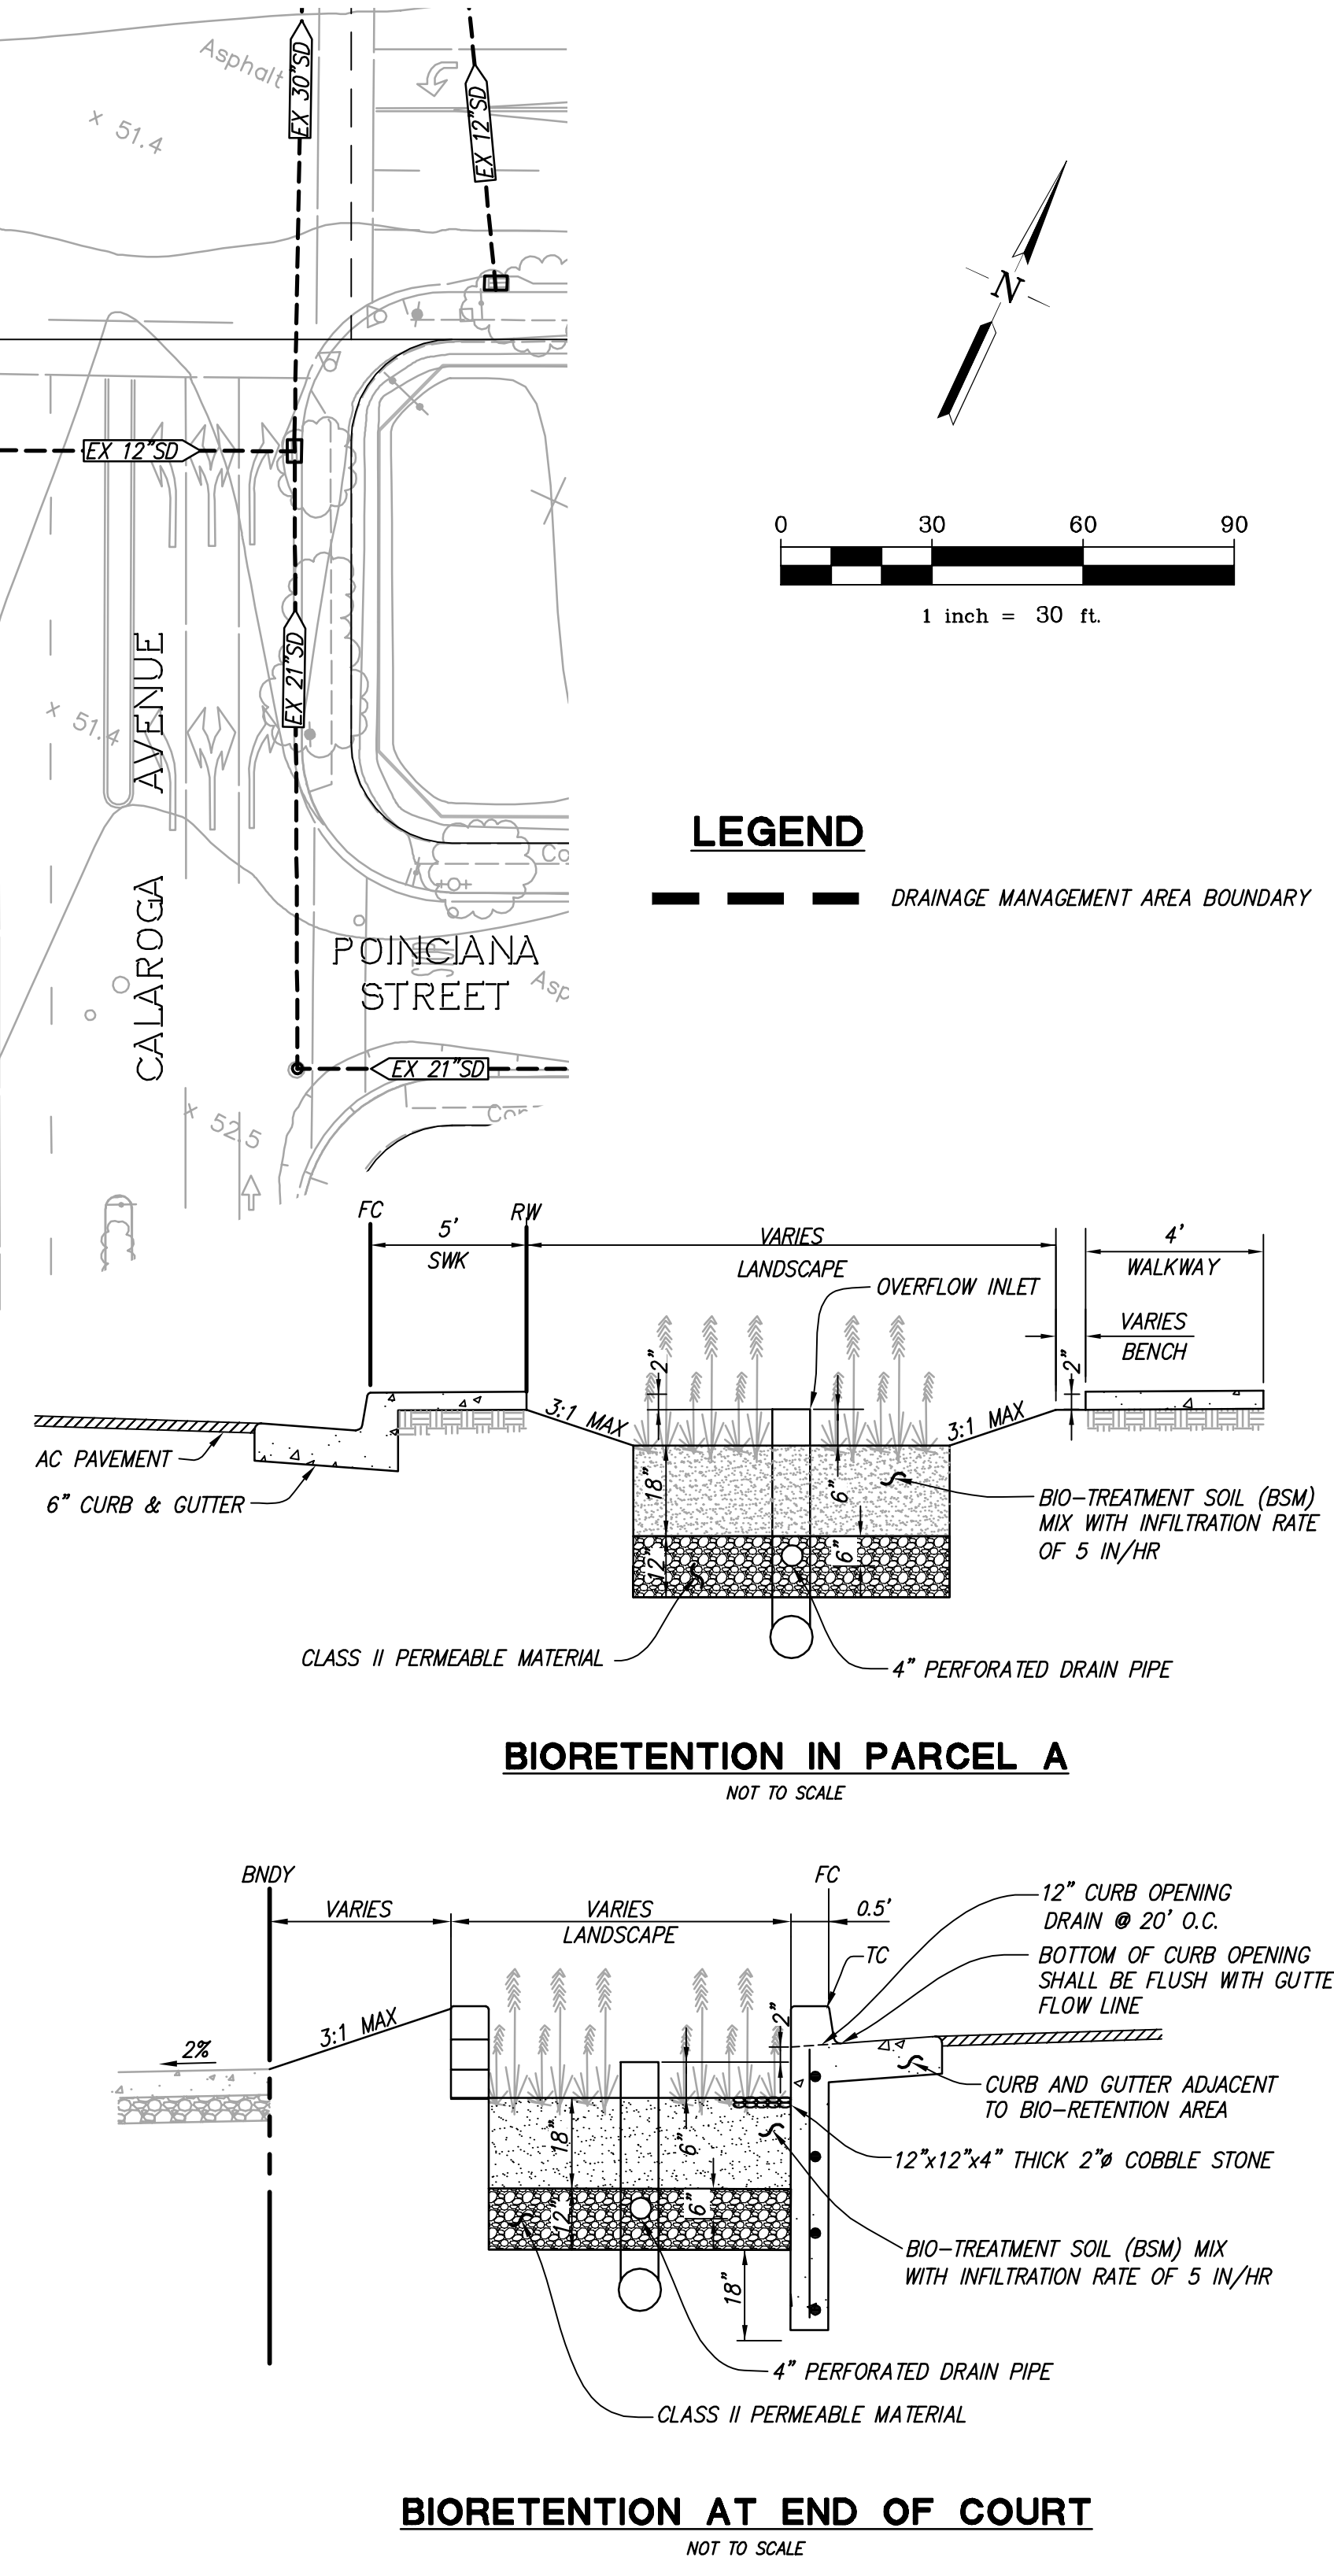 Asphalt
EX 30"SD
EX 12"SD
x 51.4
N
EX 12"SD
0 30 60 90
1 inch = 30 ft.
EX 21"SD
x 51.4
CALAROGA AVENUE
LEGEND
DRAINAGE MANAGEMENT AREA BOUNDARY
Co
POINCIANA
STREET
Asp
EX 21"SD
x 52.5
FC
5'
SWK
RW
VARIES
LANDSCAPE
4'
WALKWAY
OVERFLOW INLET
VARIES
BENCH
2"
2"
3:1 MAX
3:1 MAX
AC PAVEMENT
6" CURB & GUTTER
18"
6"
BIO-TREATMENT SOIL (BSM)
MIX WITH INFILTRATION RATE
OF 5 IN/HR
12"
6"
CLASS II PERMEABLE MATERIAL
4" PERFORATED DRAIN PIPE
BIORETENTION IN PARCEL A
NOT TO SCALE
BNDY
VARIES
VARIES
LANDSCAPE
FC
0.5'
12" CURB OPENING
DRAIN @ 20' O.C.
TC
BOTTOM OF CURB OPENING
SHALL BE FLUSH WITH GUTTE
FLOW LINE
2"
3:1 MAX
2%
CURB AND GUTTER ADJACENT
TO BIO-RETENTION AREA
18"
6"
12"x12"x4" THICK 2"ø COBBLE STONE
12"
6"
BIO-TREATMENT SOIL (BSM) MIX
WITH INFILTRATION RATE OF 5 IN/HR
18"
4" PERFORATED DRAIN PIPE
CLASS II PERMEABLE MATERIAL
BIORETENTION AT END OF COURT
NOT TO SCALE